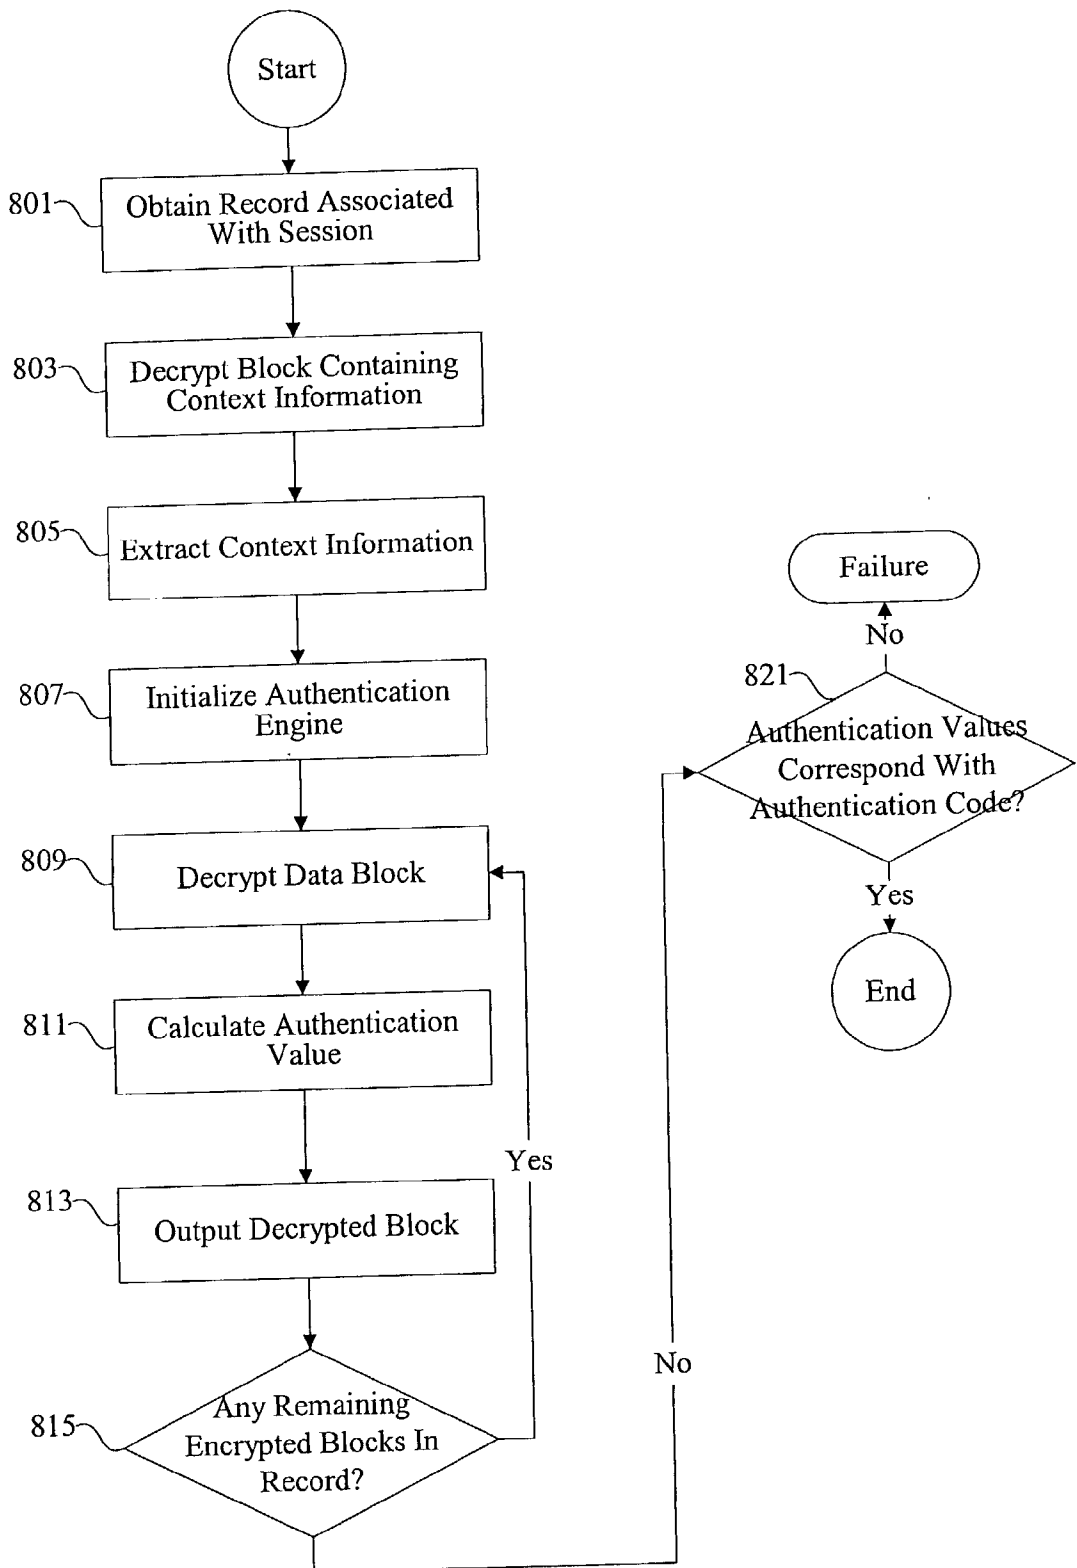 Start
801
Obtain Record Associated
With Session
803
Decrypt Block Containing
Context Information
805
Extract Context Information
807
Initialize Authentication
Engine
809
Decrypt Data Block
811
Calculate Authentication
Value
813
Output Decrypted Block
815
Any Remaining
Encrypted Blocks In
Record?
Yes
No
Failure
No
821
Authentication Values
Correspond With
Authentication Code?
Yes
End